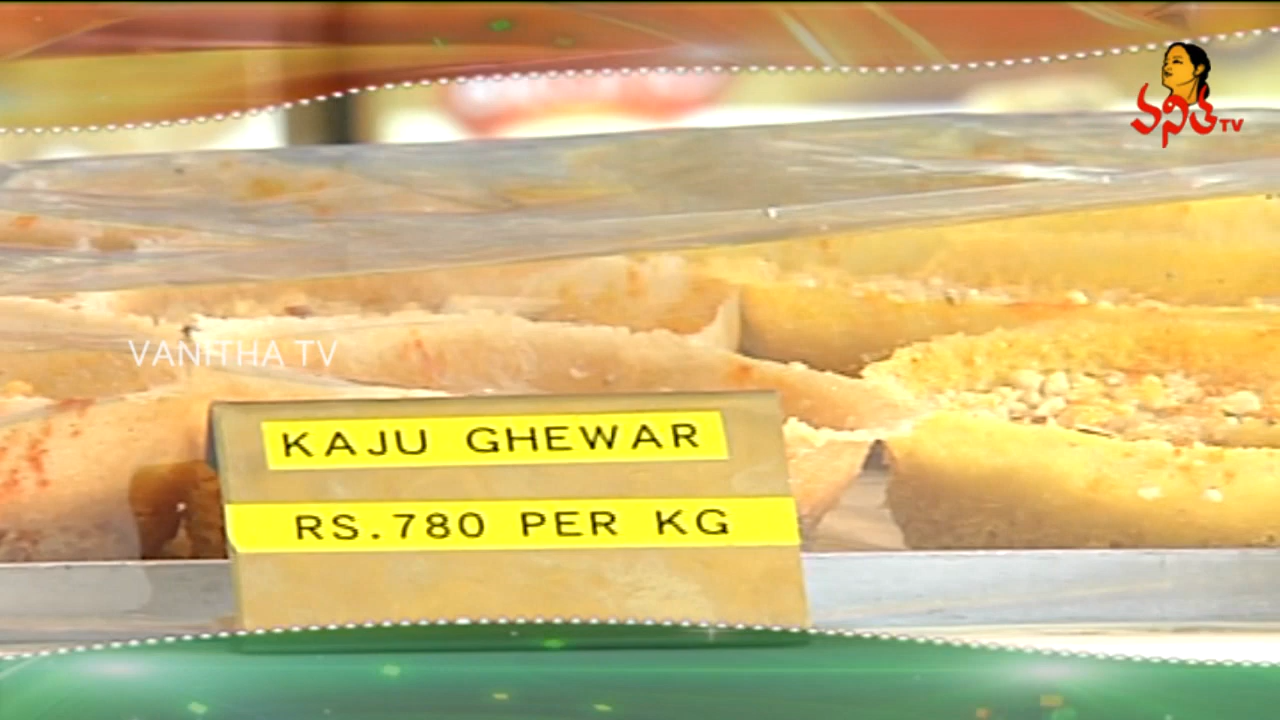 వనిత TV
VANITHA TV
KAJU GHEWAR
RS.780 PER KG